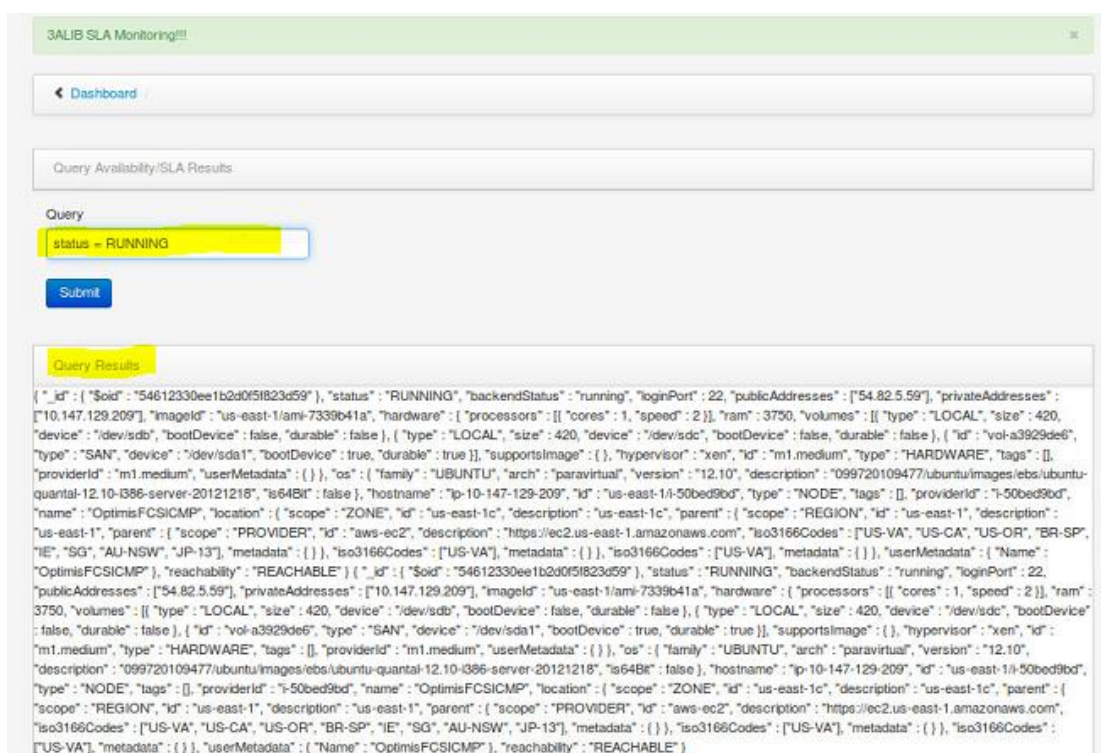 3ALIB SLA Monitoring!!!
×
Dashboard /
Query Availability/SLA Results
Query
status = RUNNING
Submit
Query Results
{ "_id" : { "$oid" : "54612330ee1b2d0f5f823d59" }, "status" : "RUNNING", "backendStatus" : "running", "loginPort" : 22, "publicAddresses" : ["54.82.5.59"], "privateAddresses" :
["10.147.129.209"], "imageId" : "us-east-1/ami-7339b41a", "hardware" : { "processors" : [{ "cores" : 1, "speed" : 2 }], "ram" : 3750, "volumes" : [{ "type" : "LOCAL", "size" : 420,
"device" : "/dev/sdb", "bootDevice" : false, "durable" : false }, { "type" : "LOCAL", "size" : 420, "device" : "/dev/sdc", "bootDevice" : false, "durable" : false }, { "id" : "vol-a3929de6",
"type" : "SAN", "device" : "/dev/sda1", "bootDevice" : true, "durable" : true }], "supportsImage" : { }, "hypervisor" : "xen", "id" : "m1.medium", "type" : "HARDWARE", "tags" : [],
"providerId" : "m1.medium", "userMetadata" : { } }, "os" : { "family" : "UBUNTU", "arch" : "paravirtual", "version" : "12.10", "description" : "099720109477/ubuntu/images/ebs/ubuntu-
quantal-12.10-i386-server-20121218", "is64Bit" : false }, "hostname" : "ip-10-147-129-209", "id" : "us-east-1/i-50bed9bd", "type" : "NODE", "tags" : [], "providerId" : "i-50bed9bd",
"name" : "OptimisFCSICMP", "location" : { "scope" : "ZONE", "id" : "us-east-1c", "description" : "us-east-1c", "parent" : { "scope" : "REGION", "id" : "us-east-1", "description" :
"us-east-1", "parent" : { "scope" : "PROVIDER", "id" : "aws-ec2", "description" : "https://ec2.us-east-1.amazonaws.com", "iso3166Codes" : ["US-VA", "US-CA", "US-OR", "BR-SP",
"IE", "SG", "AU-NSW", "JP-13"], "metadata" : { } }, "iso3166Codes" : ["US-VA"], "metadata" : { } }, "iso3166Codes" : ["US-VA"], "metadata" : { } }, "userMetadata" : { "Name" :
"OptimisFCSICMP" }, "reachability" : "REACHABLE" } { "_id" : { "$oid" : "54612330ee1b2d0f5f823d59" }, "status" : "RUNNING", "backendStatus" : "running", "loginPort" : 22,
"publicAddresses" : ["54.82.5.59"], "privateAddresses" : ["10.147.129.209"], "imageId" : "us-east-1/ami-7339b41a", "hardware" : { "processors" : [{ "cores" : 1, "speed" : 2 }], "ram" :
3750, "volumes" : [{ "type" : "LOCAL", "size" : 420, "device" : "/dev/sdb", "bootDevice" : false, "durable" : false }, { "type" : "LOCAL", "size" : 420, "device" : "/dev/sdc", "bootDevice"
: false, "durable" : false }, { "id" : "vol-a3929de6", "type" : "SAN", "device" : "/dev/sda1", "bootDevice" : true, "durable" : true }], "supportsImage" : { }, "hypervisor" : "xen", "id" :
"m1.medium", "type" : "HARDWARE", "tags" : [], "providerId" : "m1.medium", "userMetadata" : { } }, "os" : { "family" : "UBUNTU", "arch" : "paravirtual", "version" : "12.10",
"description" : "099720109477/ubuntu/images/ebs/ubuntu-quantal-12.10-i386-server-20121218", "is64Bit" : false }, "hostname" : "ip-10-147-129-209", "id" : "us-east-1/i-50bed9bd",
"type" : "NODE", "tags" : [], "providerId" : "i-50bed9bd", "name" : "OptimisFCSICMP", "location" : { "scope" : "ZONE", "id" : "us-east-1c", "description" : "us-east-1c", "parent" : {
"scope" : "REGION", "id" : "us-east-1", "description" : "us-east-1", "parent" : { "scope" : "PROVIDER", "id" : "aws-ec2", "description" : "https://ec2.us-east-1.amazonaws.com",
"iso3166Codes" : ["US-VA", "US-CA", "US-OR", "BR-SP", "IE", "SG", "AU-NSW", "JP-13"], "metadata" : { } }, "iso3166Codes" : ["US-VA"], "metadata" : { } }, "iso3166Codes" :
["US-VA"], "metadata" : { } }, "userMetadata" : { "Name" : "OptimisFCSICMP" }, "reachability" : "REACHABLE" }